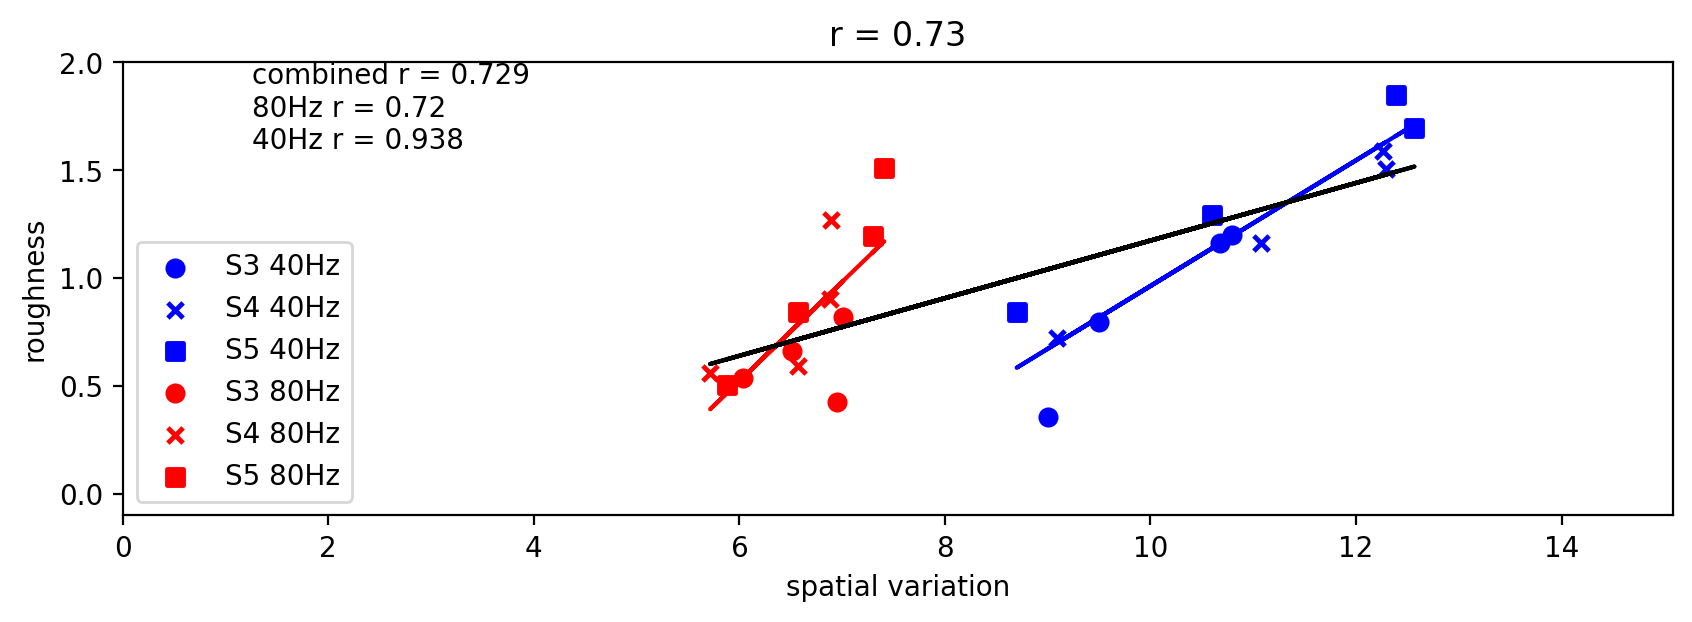 r = 0.73
combined r = 0.729
80Hz r = 0.72
40Hz r = 0.938
2.0
1.5
1.0
0.5
0.0
roughness
S3 40Hz
S4 40Hz
S5 40Hz
S3 80Hz
S4 80Hz
S5 80Hz
0 2 4 6 8 10 12 14
spatial variation